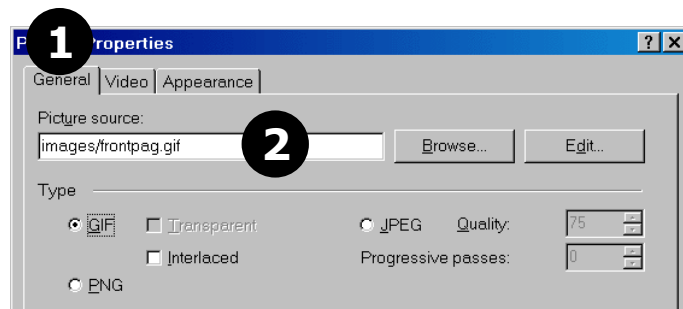 P 1 roperties ? X
General Video Appearance
Picture source:
images/frontpag.gif 2 Browse... Edit...
Type
GIF Transparent JPEG Quality: 75
Interlaced Progressive passes: 0
PNG